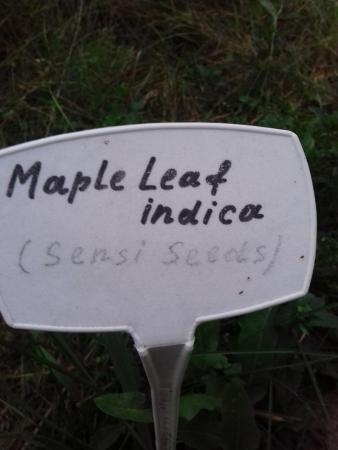 Maple Leaf
indica
(Sensi Seeds)